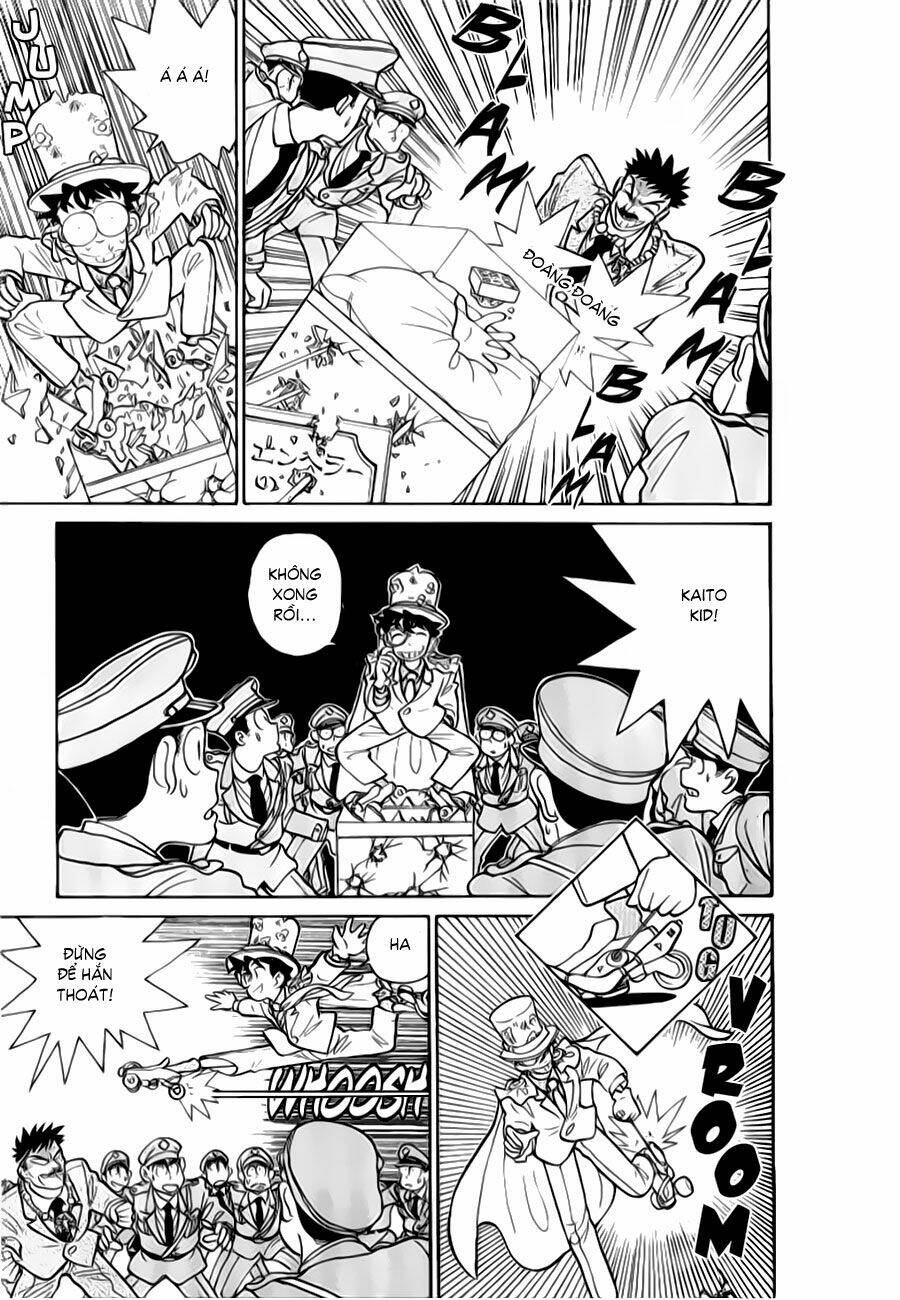 BLAM
BLAM
BLAM
BLAM
ĐOÀNG ĐOÀNG
JUMP
Á Á Á!
KAITO
KID!
KHÔNG
XONG
RỒI...
TOG
VROOM
HA
WHOOSH
ĐỪNG
ĐỂ HẮN
THOÁT!